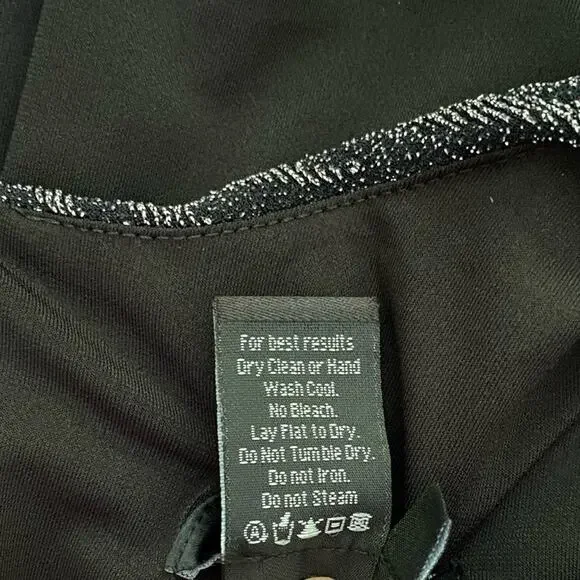 For best results
Dry Clean or Hand
Wash Cool.
No Bleach.
Lay Flat to Dry.
Do Not Tumble Dry.
Do not Iron.
Do not Steam
A